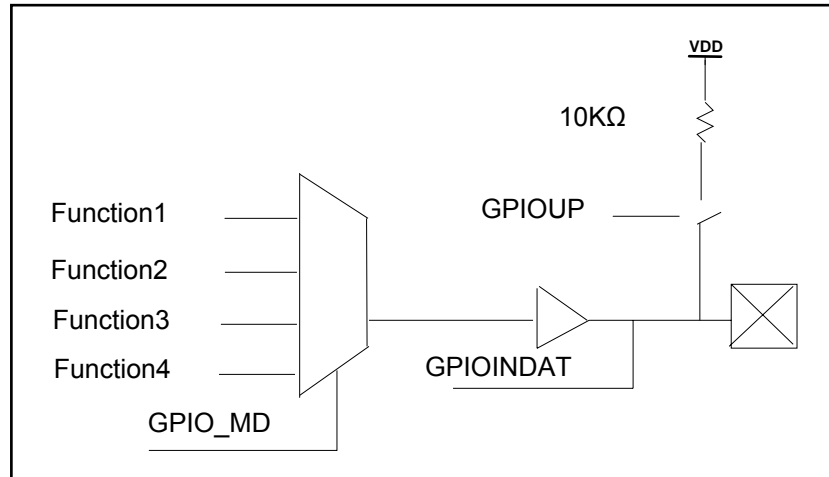 VDD
10KΩ
Function1
GPIOUP
Function2
Function3
Function4
GPIOINDAT
GPIO_MD